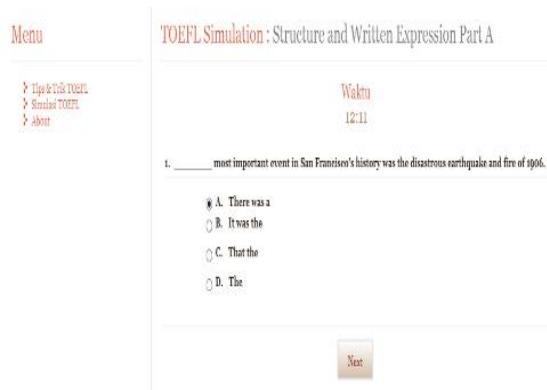 Menu
Tips & Trik TOEFL
Simulasi TOEFL
About
TOEFL Simulation : Structure and Written Expression Part A
Waktu
12:11
1. ________ most important event in San Francisco's history was the disastrous earthquake and fire of 1906.
A. There was a
B. It was the
C. That the
D. The
Next